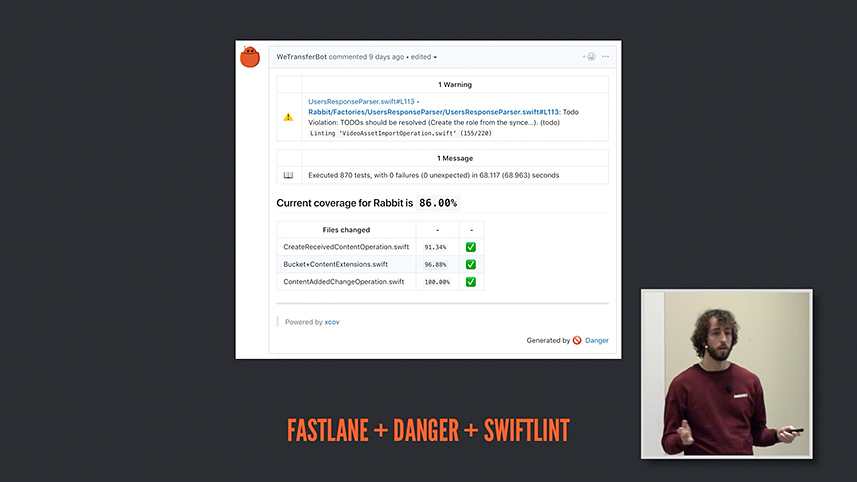 WeTransferBot commented 9 days ago • edited
1 Warning
UsersResponseParser.swift#L113 -
Rabbit/Factories/UsersResponseParser/UsersResponseParser.swift#L113: Todo
Violation: TODOs should be resolved (Create the role from the synce...). (todo)
Linting 'VideoAssetImportOperation.swift' (155/220)
1 Message
Executed 870 tests, with 0 failures (0 unexpected) in 68.117 (68.963) seconds
Current coverage for Rabbit is 86.00%
Files changed - -
CreateReceivedContentOperation.swift 91.34%
Bucket+ContentExtensions.swift 96.88%
ContentAddedChangeOperation.swift 100.00%
Powered by xcov
Generated by Danger
FASTLANE + DANGER + SWIFTLINT